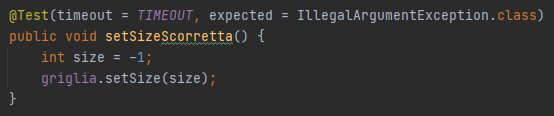 @Test(timeout = TIMEOUT, expected = IllegalArgumentException.class)
public void setSizeScorretta() {
    int size = -1;
    griglia.setSize(size);
}